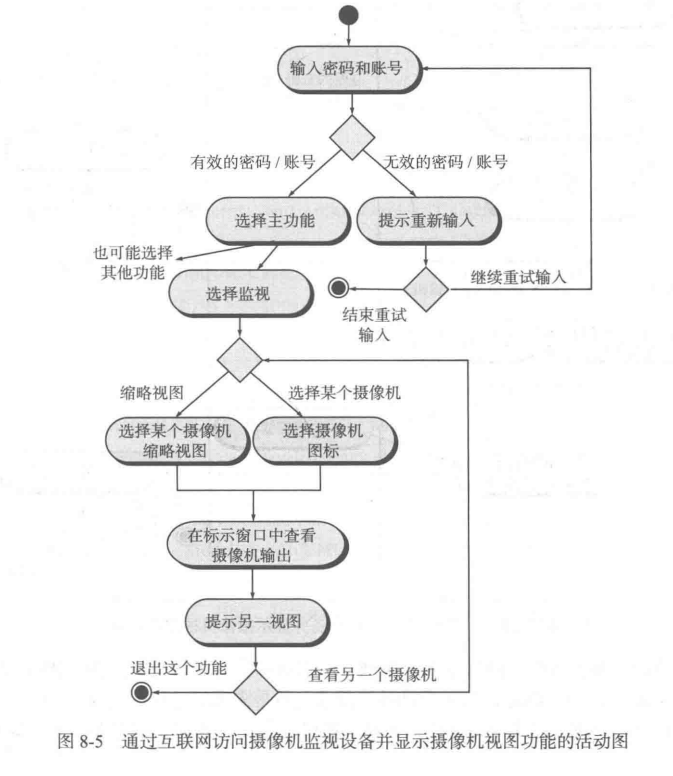 输入密码和账号
有效的密码 / 账号
无效的密码 / 账号
选择主功能
提示重新输入
也可能选择
其他功能
选择监视
继续重试输入
结束重试
输入
缩略视图
选择某个摄像机
选择某个摄像机
缩略视图
选择摄像机
图标
在标示窗口中查看
摄像机输出
提示另一视图
退出这个功能
查看另一个摄像机
图 8-5 通过互联网访问摄像机监视设备并显示摄像机视图功能的活动图